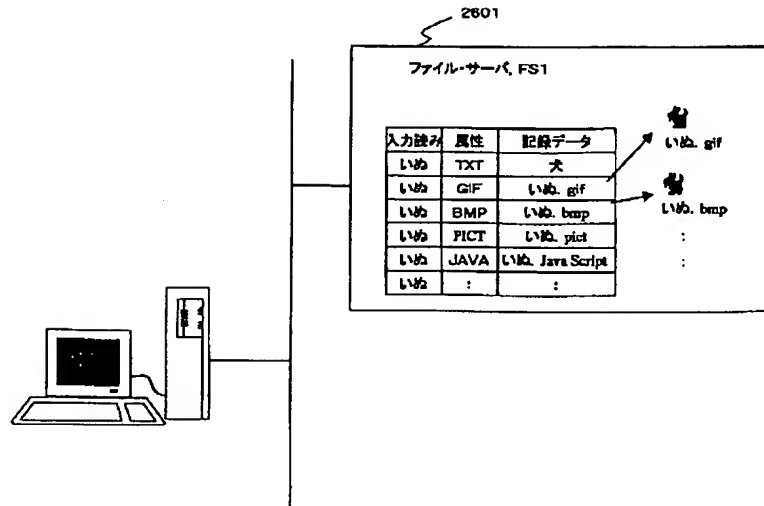 2601
ファイル・サーバ, FS1
入力読み 属性 記録データ
いぬ TXT 犬
いぬ GIF いぬ. gif
いぬ BMP いぬ. bmp
いぬ PICT いぬ. pict
いぬ JAVA いぬ. Java Script
いぬ : :
いぬ. gif
いぬ. bmp
:
: